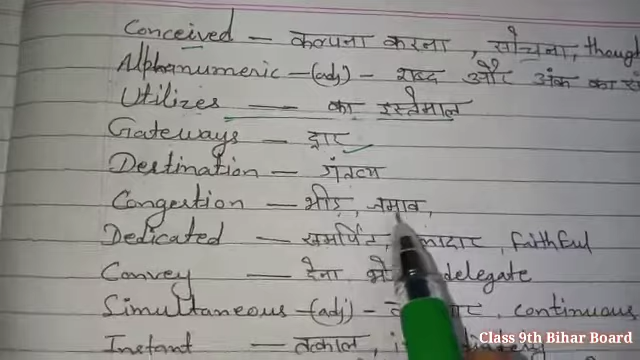 Conceived – कल्पना करना, सोचना, though
Alphanumeric –(adj) – शब्द और अंक का
Utilizes — का इस्तेमाल
Gateways – द्वार
Destination – गंतव्य
Congestion – भीड़, जमाव,
Dedicated – समर्पित, Faithful
Convey — देना delegate
Simultaneous –(adj) – continuous
Instant — तत्काल,
Class 9th Bihar Board